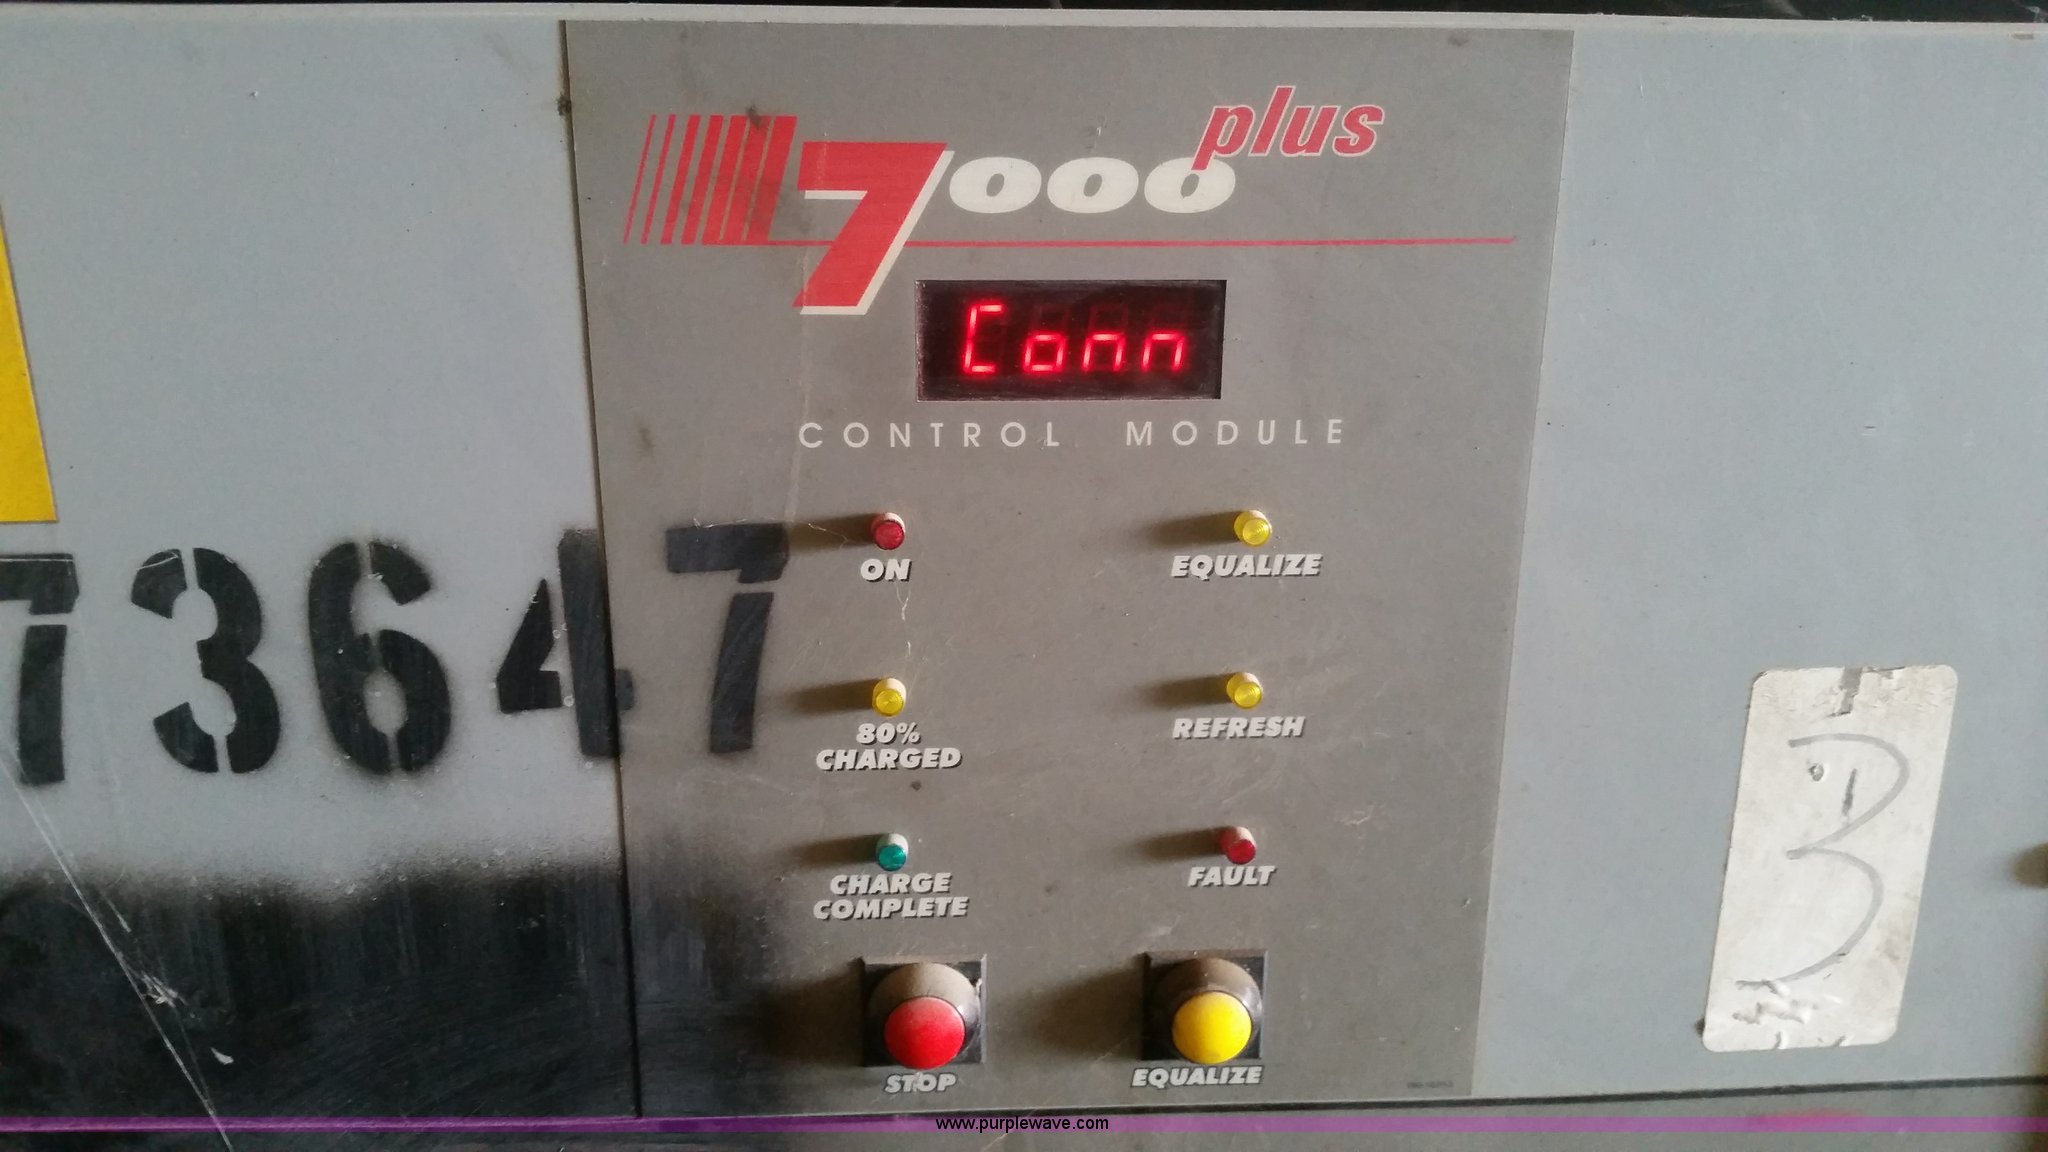 7000 plus
Conn
CONTROL MODULE
ON
EQUALIZE
73647
80%
CHARGED
REFRESH
CHARGE
COMPLETE
FAULT
STOP
EQUALIZE
www.purplewave.com